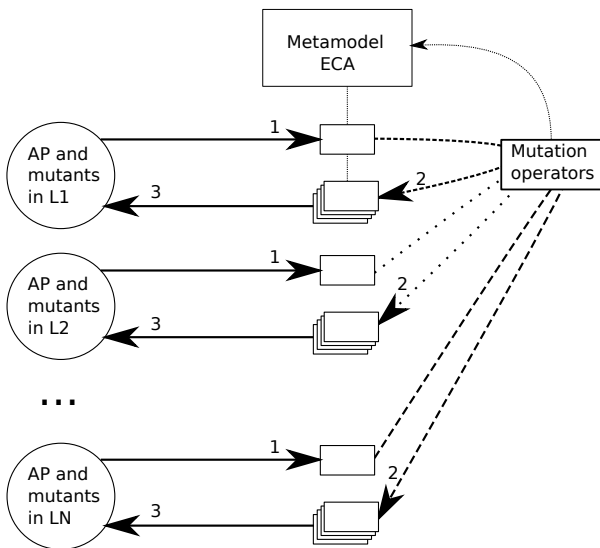 Metamodel
ECA
1
AP and
mutants
in L1
Mutation
operators
2
3
1
AP and
mutants
in L2
2
3
...
1
AP and
mutants
in LN
2
3